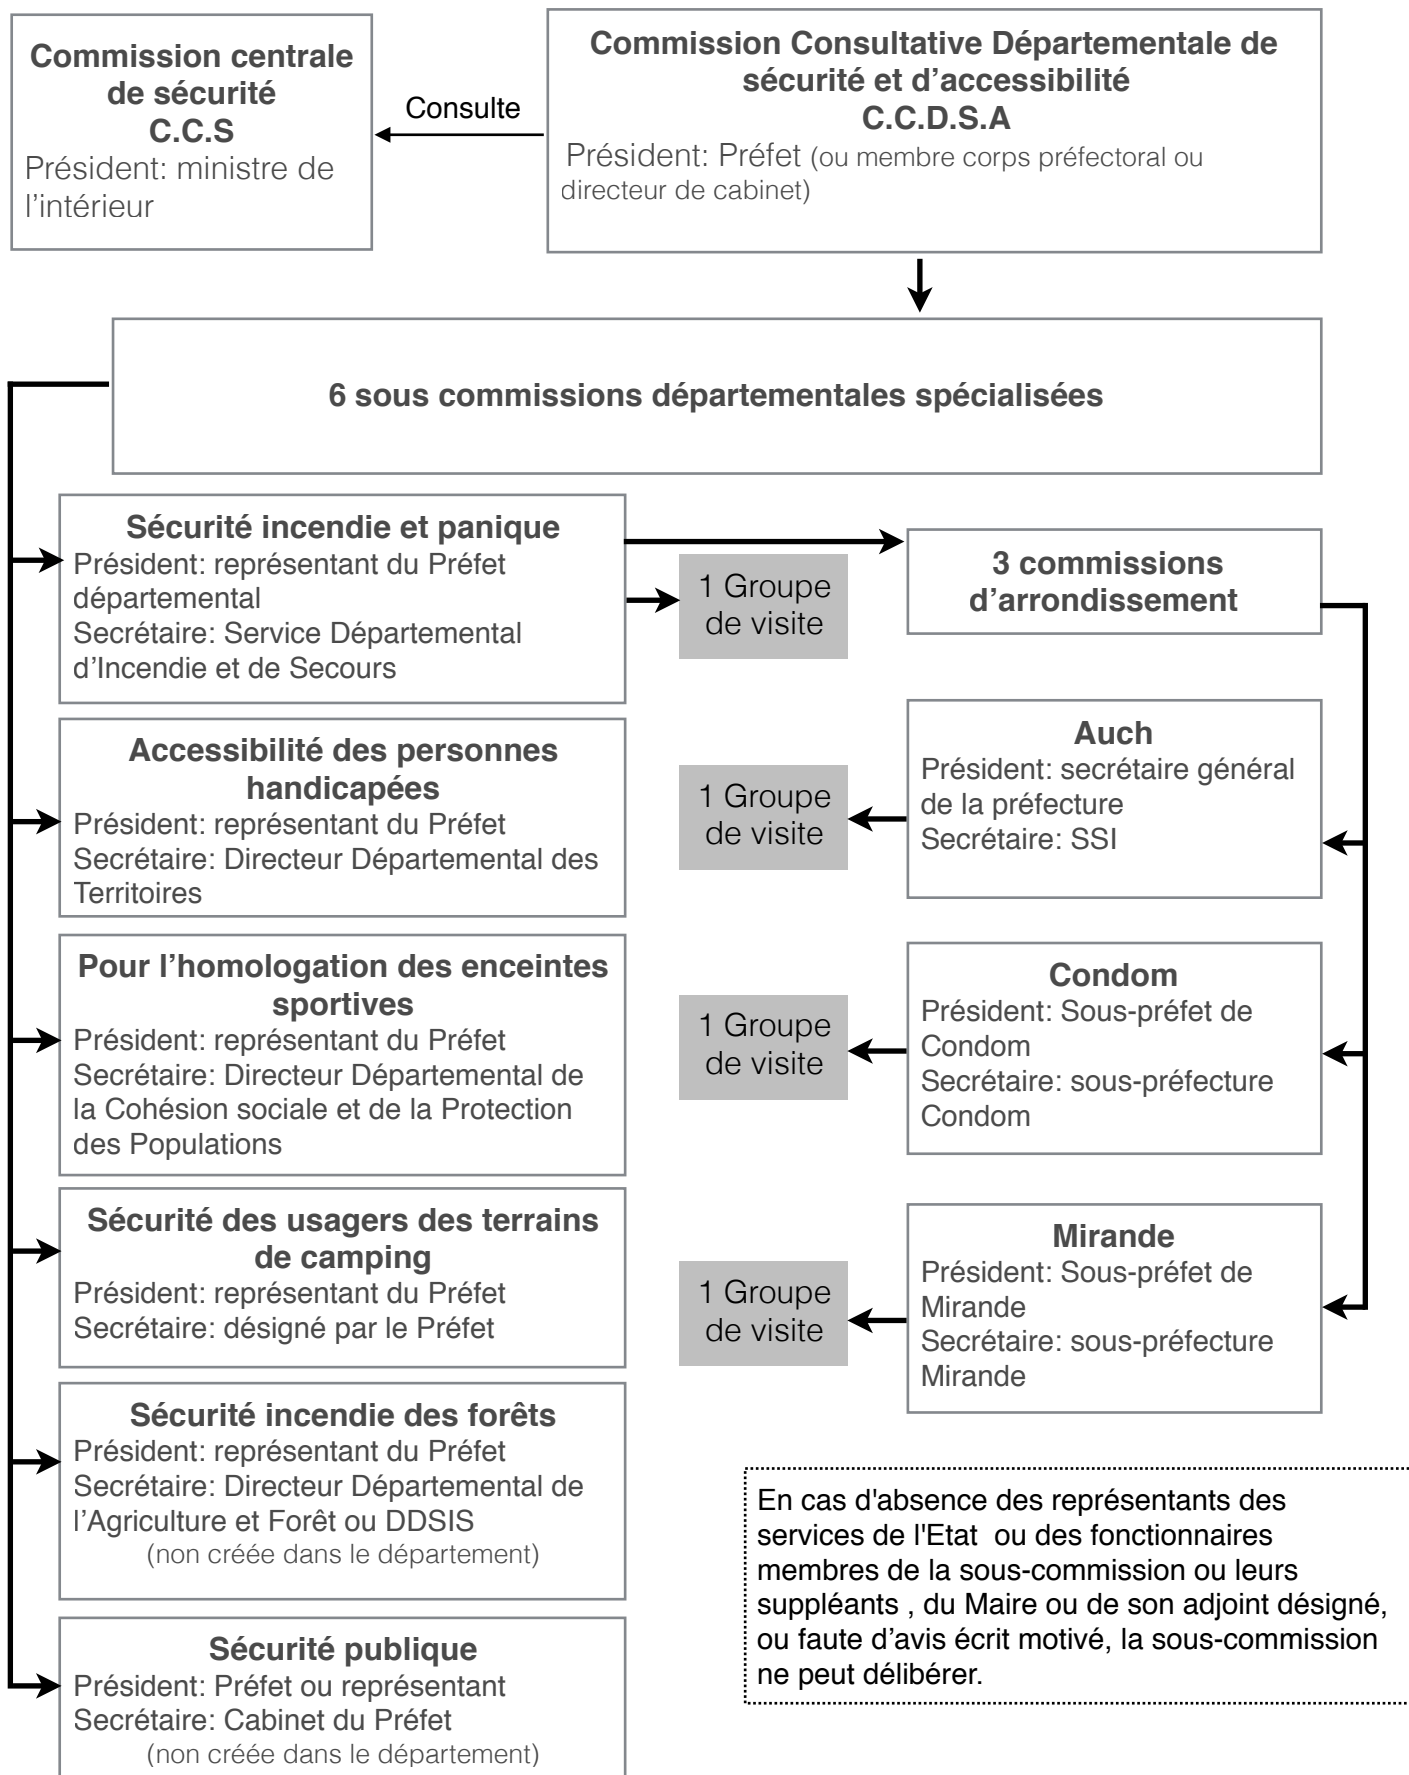 Commission centrale
de sécurité
C.C.S
Président: ministre de
l'intérieur
Consulte
Commission Consultative Départementale de
sécurité et d'accessibilité
C.C.D.S.A
Président: Préfet (ou membre corps préfectoral ou
directeur de cabinet)
6 sous commissions départementales spécialisées
Sécurité incendie et panique
Président: représentant du Préfet
départemental
Secrétaire: Service Départemental
d'Incendie et de Secours
1 Groupe
de visite
3 commissions
d'arrondissement
Accessibilité des personnes
handicapées
Président: représentant du Préfet
Secrétaire: Directeur Départemental des
Territoires
1 Groupe
de visite
Auch
Président: secrétaire général
de la préfecture
Secrétaire: SSI
Pour l'homologation des enceintes
sportives
Président: représentant du Préfet
Secrétaire: Directeur Départemental de
la Cohésion sociale et de la Protection
des Populations
1 Groupe
de visite
Condom
Président: Sous-préfet de
Condom
Secrétaire: sous-préfecture
Condom
Sécurité des usagers des terrains
de camping
Président: représentant du Préfet
Secrétaire: désigné par le Préfet
1 Groupe
de visite
Mirande
Président: Sous-préfet de
Mirande
Secrétaire: sous-préfecture
Mirande
Sécurité incendie des forêts
Président: représentant du Préfet
Secrétaire: Directeur Départemental de
l'Agriculture et Forêt ou DDSIS
(non créée dans le département)
En cas d'absence des représentants des
services de l'Etat ou des fonctionnaires
membres de la sous-commission ou leurs
suppléants , du Maire ou de son adjoint désigné,
ou faute d'avis écrit motivé, la sous-commission
ne peut délibérer.
Sécurité publique
Président: Préfet ou représentant
Secrétaire: Cabinet du Préfet
(non créée dans le département)